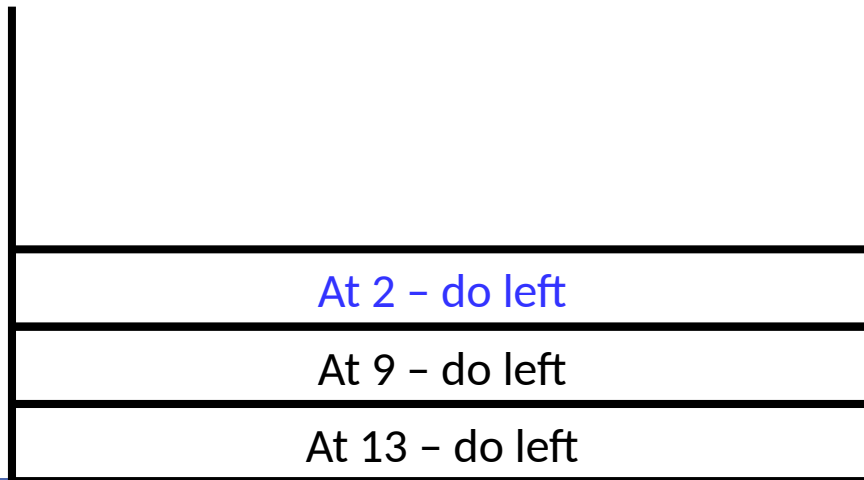 At 2 – do left
At 9 – do left
At 13 – do left